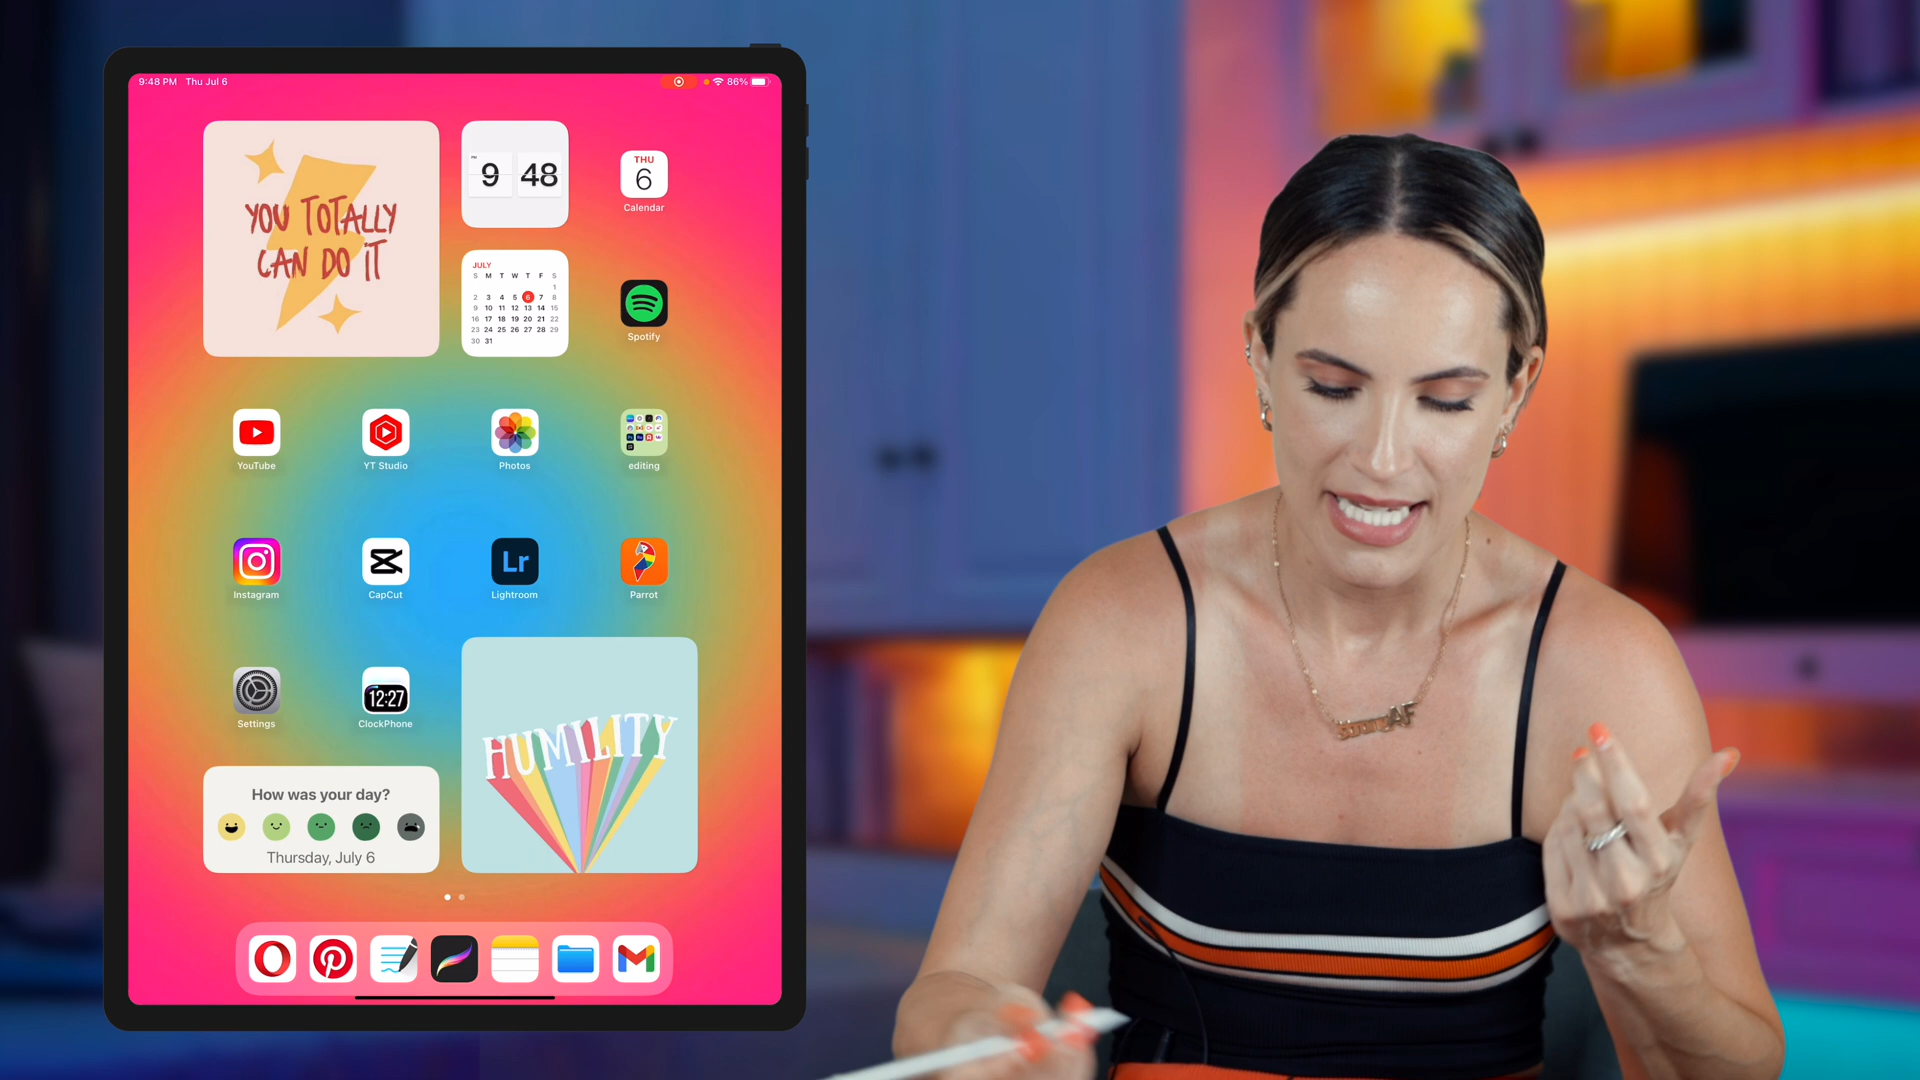 9:48 PM Thu Jul 6
86%
YOU TOTALLY
CAN DO IT
PM
9 48
THU
6
Calendar
JULY
S M T W T F S
1
2 3 4 5 6 7 8
9 10 11 12 13 14 15
16 17 18 19 20 21 22
23 24 25 26 27 28 29
30 31
Spotify
YouTube
YT Studio
Photos
editing
Instagram
CapCut
Lr
Lightroom
Parrot
Settings
12:27
ClockPhone
HUMILITY
How was your day?
Thursday, July 6